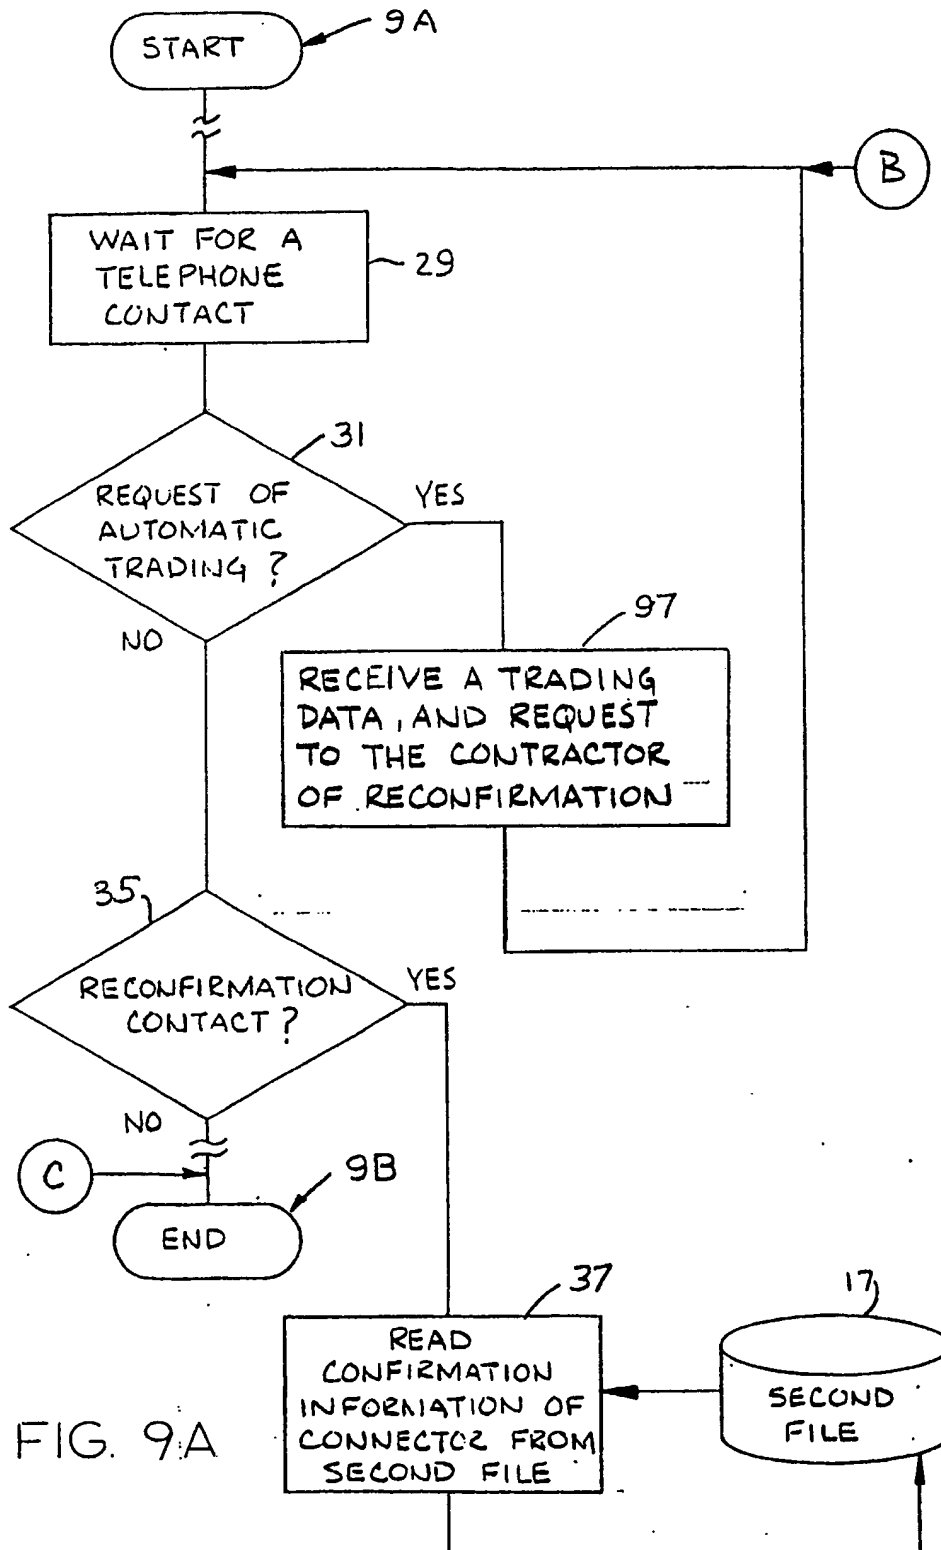 START
9A
B
WAIT FOR A
TELEPHONE
CONTACT
29
31
REQUEST OF
AUTOMATIC
TRADING ?
YES
NO
97
RECEIVE A TRADING
DATA, AND REQUEST
TO THE CONTRACTOR
OF RECONFIRMATION
35
RECONFIRMATION
CONTACT ?
YES
NO
C
9B
END
37
READ
CONFIRMATION
INFORMATION OF
CONNECTOR FROM
SECOND FILE
17
SECOND
FILE
FIG. 9A